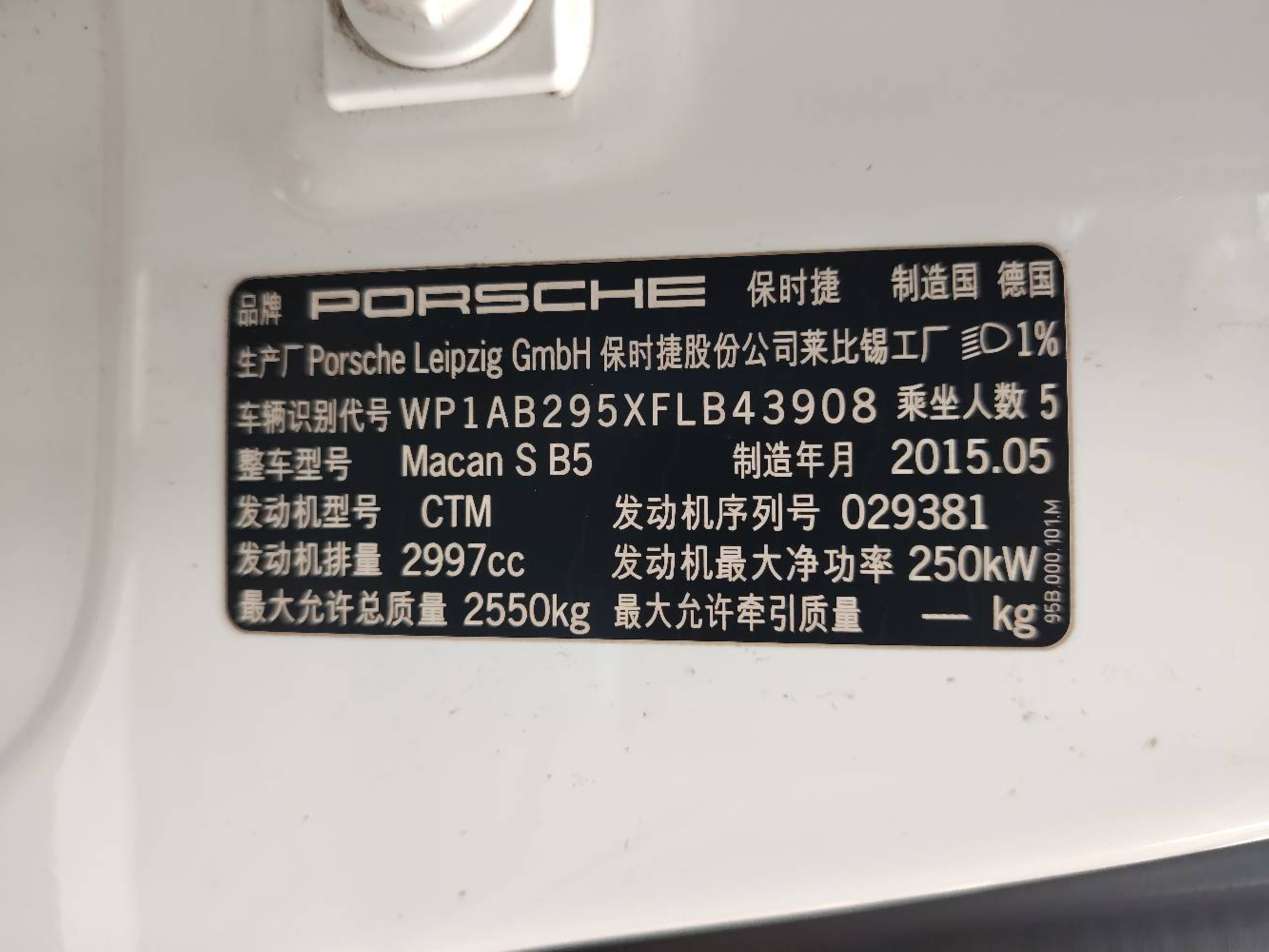 品牌 PORSCHE 保时捷 制造国 德国
生产厂 Porsche Leipzig GmbH 保时捷股份公司莱比锡工厂 1%
车辆识别代号 WP1AB295XFLB43908 乘坐人数 5
整车型号 Macan S B5 制造年月 2015.05
发动机型号 CTM 发动机序列号 029381
发动机排量 2997cc 发动机最大净功率 250kW
最大允许总质量 2550kg 最大允许牵引质量 — kg
95B.000.101.M